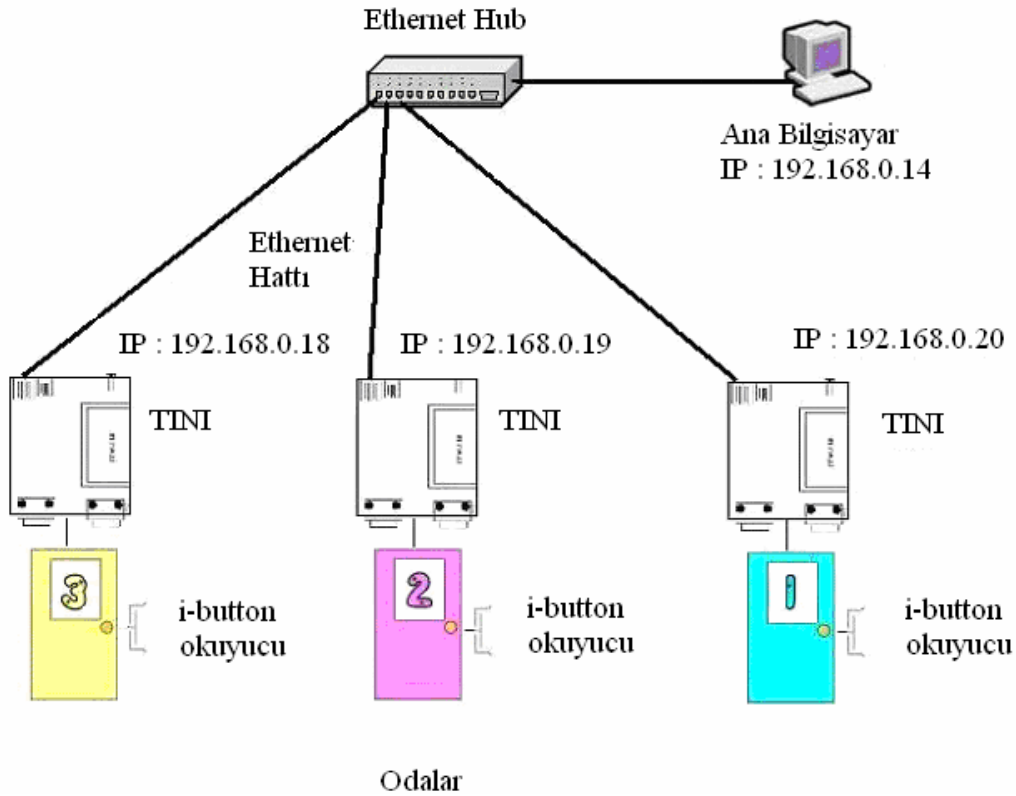 Ethernet Hub
Ana Bilgisayar
IP : 192.168.0.14
Ethernet
Hattı
IP : 192.168.0.18
IP : 192.168.0.19
IP : 192.168.0.20
TINI
TINI
TINI
3
2
1
i-button
okuyucu
i-button
okuyucu
i-button
okuyucu
Odalar